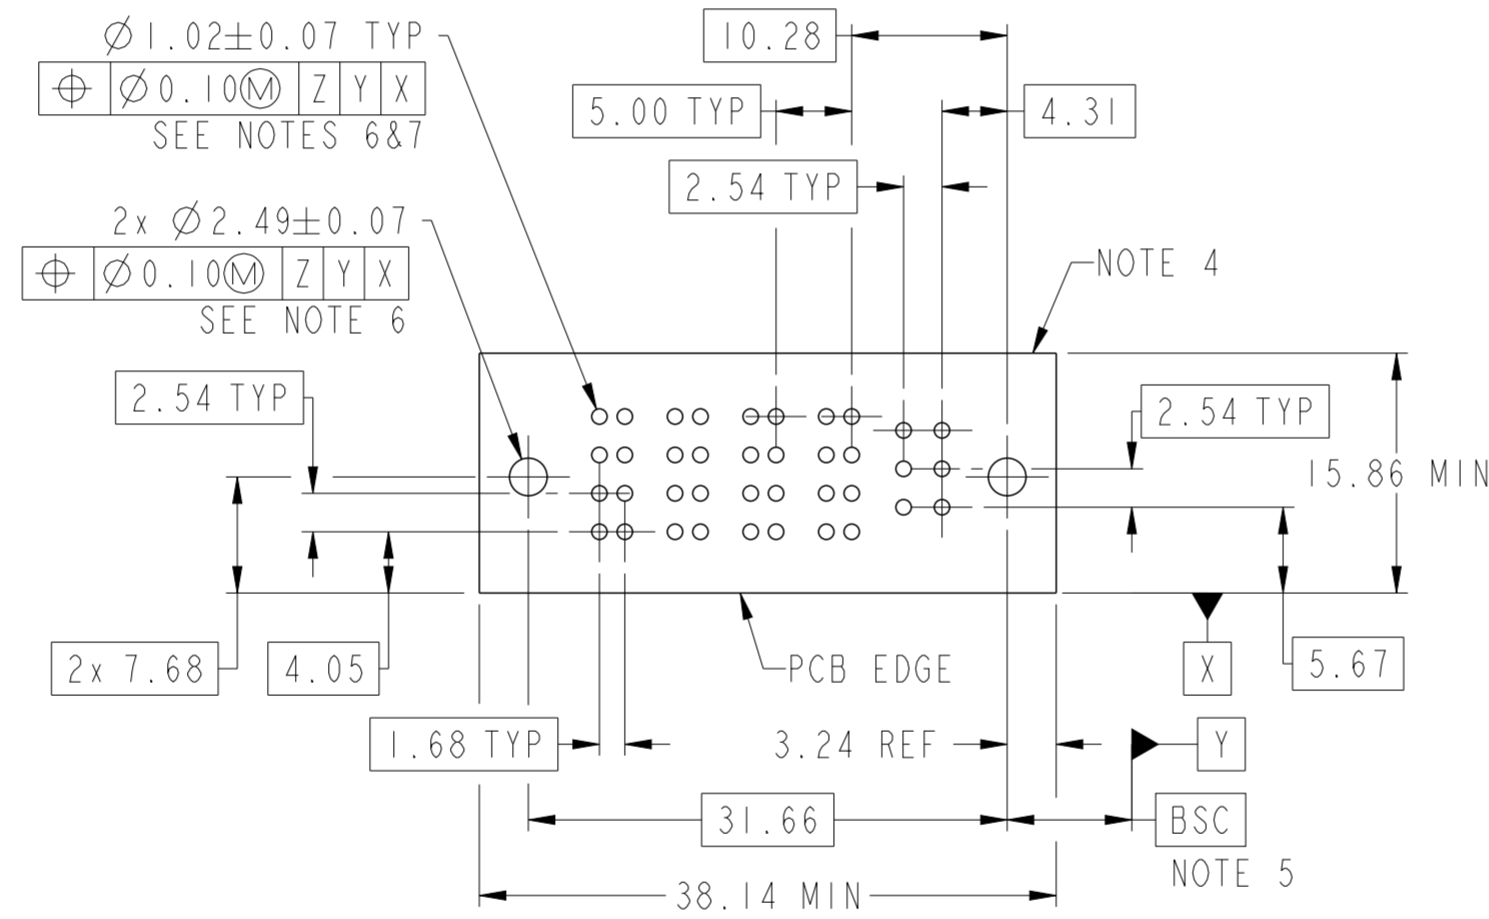 Ø1.02±0.07 TYP
⌖ Ø0.10Ⓜ Z Y X
SEE NOTES 6&7
10.28
5.00 TYP
4.31
2.54 TYP
2x Ø2.49±0.07
⌖ Ø0.10Ⓜ Z Y X
SEE NOTE 6
NOTE 4
2.54 TYP
2.54 TYP
15.86 MIN
2x 7.68
4.05
PCB EDGE
X
5.67
1.68 TYP
3.24 REF
Y
31.66
BSC
NOTE 5
38.14 MIN